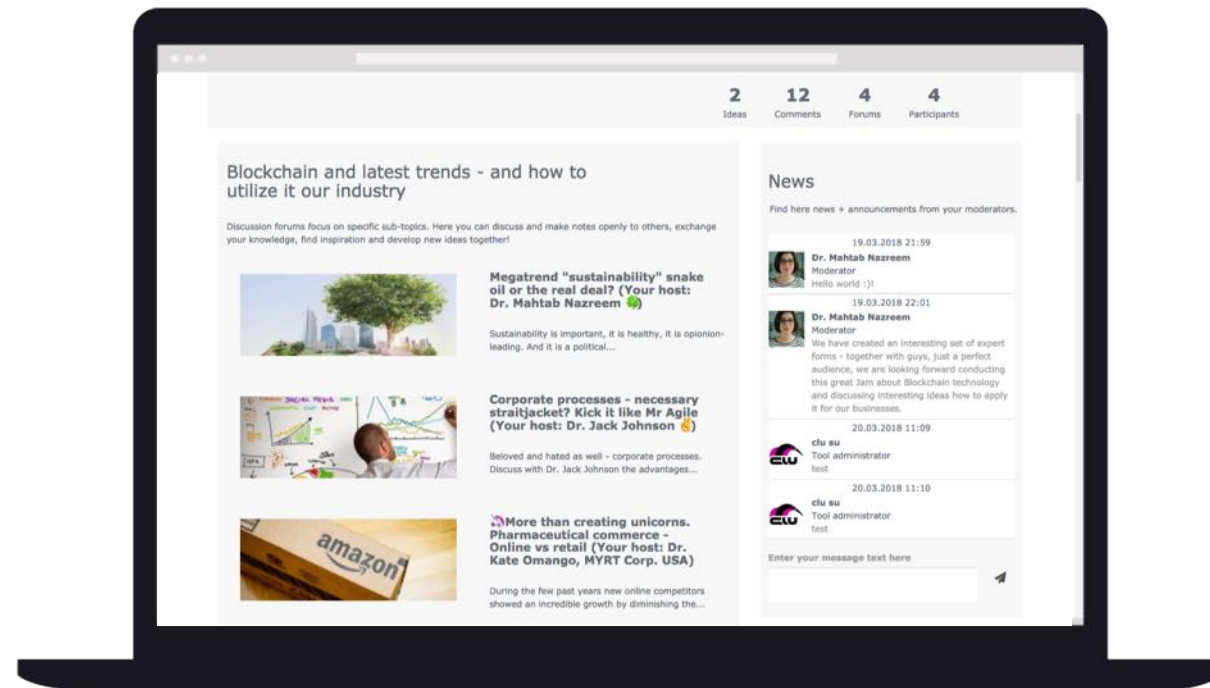 2 12 4 4
Ideas Comments Forums Participants
Blockchain and latest trends - and how to
utilize it our industry
Discussion forums focus on specific sub-topics. Here you can discuss and make notes openly to others, exchange
your knowledge, find inspiration and develop new ideas together!
Megatrend "sustainability" snake
oil or the real deal? (Your host:
Dr. Mahtab Nazreem 🍀)
Sustainability is important, it is healthy, it is opionion-
leading. And it is a political...
SOCIAL MEDIA
Corporate processes - necessary
straitjacket? Kick it like Mr Agile
(Your host: Dr. Jack Johnson ✌)
Beloved and hated as well - corporate processes.
Discuss with Dr. Jack Johnson the advantages...
amazon
🦄More than creating unicorns.
Pharmaceutical commerce -
Online vs retail (Your host: Dr.
Kate Omango, MYRT Corp. USA)
During the few past years new online competitors
showed an incredible growth by diminishing the...
News
Find here news + announcements from your moderators.
19.03.2018 21:59
Dr. Mahtab Nazreem
Moderator
Hello world :)!
19.03.2018 22:01
Dr. Mahtab Nazreem
Moderator
We have created an interesting set of expert
forms - together with guys, just a perfect
audience, we are looking forward conducting
this great Jam about Blockchain technology
and discussing interesting ideas how to apply
it for our businesses.
20.03.2018 11:09
clu su
Tool administrator
test
clu
20.03.2018 11:10
clu su
Tool administrator
test
clu
Enter your message text here